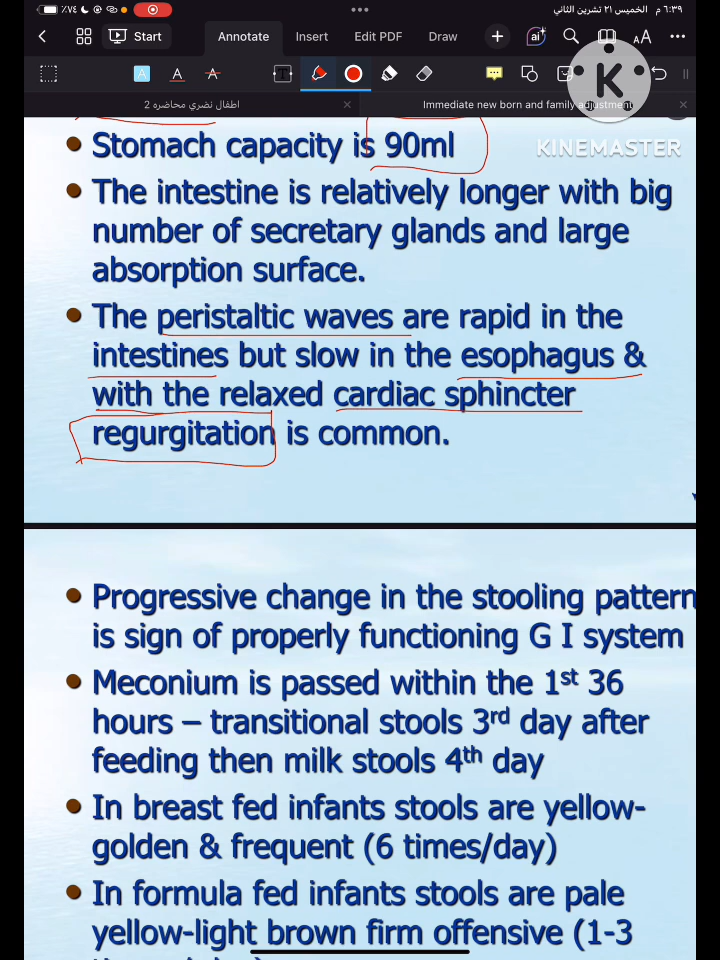 ٦:٣٩ م الخميس ٢١ تشرين الثاني
٪٧٤
Start Annotate Insert Edit PDF Draw ai AA
A A A T
اطفال نضري محاضره 2
Immediate new born and family adjustment
K
KINEMASTER
Stomach capacity is 90ml
The intestine is relatively longer with big
number of secretary glands and large
absorption surface.
The peristaltic waves are rapid in the
intestines but slow in the esophagus &
with the relaxed cardiac sphincter
regurgitation is common.
Progressive change in the stooling pattern
is sign of properly functioning G I system
Meconium is passed within the 1st 36
hours – transitional stools 3rd day after
feeding then milk stools 4th day
In breast fed infants stools are yellow-
golden & frequent (6 times/day)
In formula fed infants stools are pale
yellow-light brown firm offensive (1-3